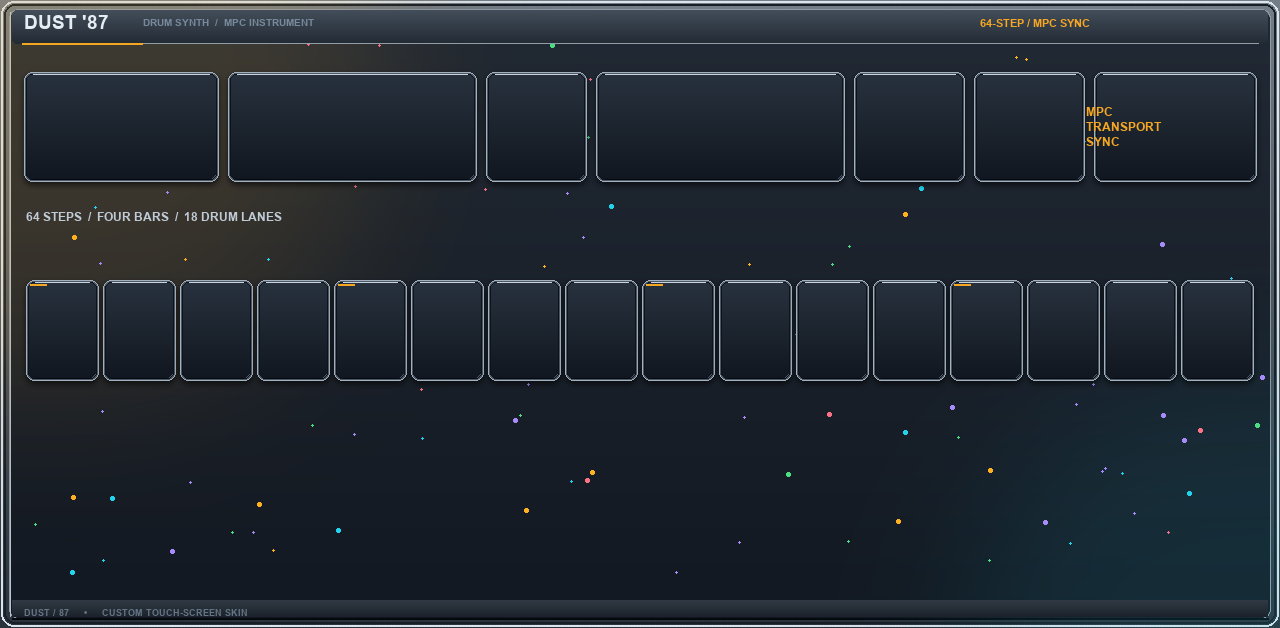 DUST '87
DRUM SYNTH / MPC INSTRUMENT
64-STEP / MPC SYNC
MPC
TRANSPORT
SYNC
64 STEPS / FOUR BARS / 18 DRUM LANES
DUST / 87 • CUSTOM TOUCH-SCREEN SKIN